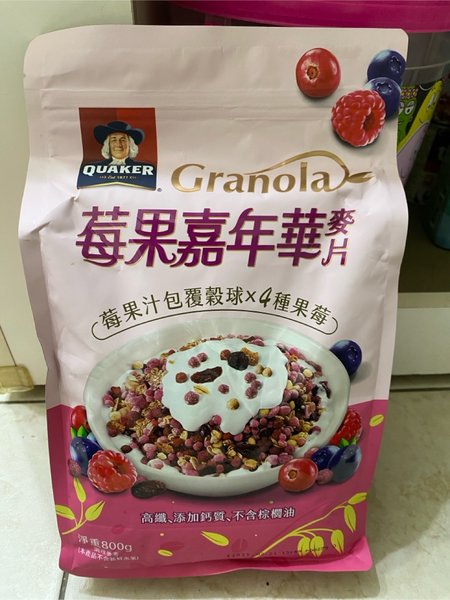 QUAKER
Est 1877
Granola
莓果嘉年華麥片
莓果汁包覆穀球×4種果莓
高纖、添加鈣質、不含棕櫚油
淨重800g